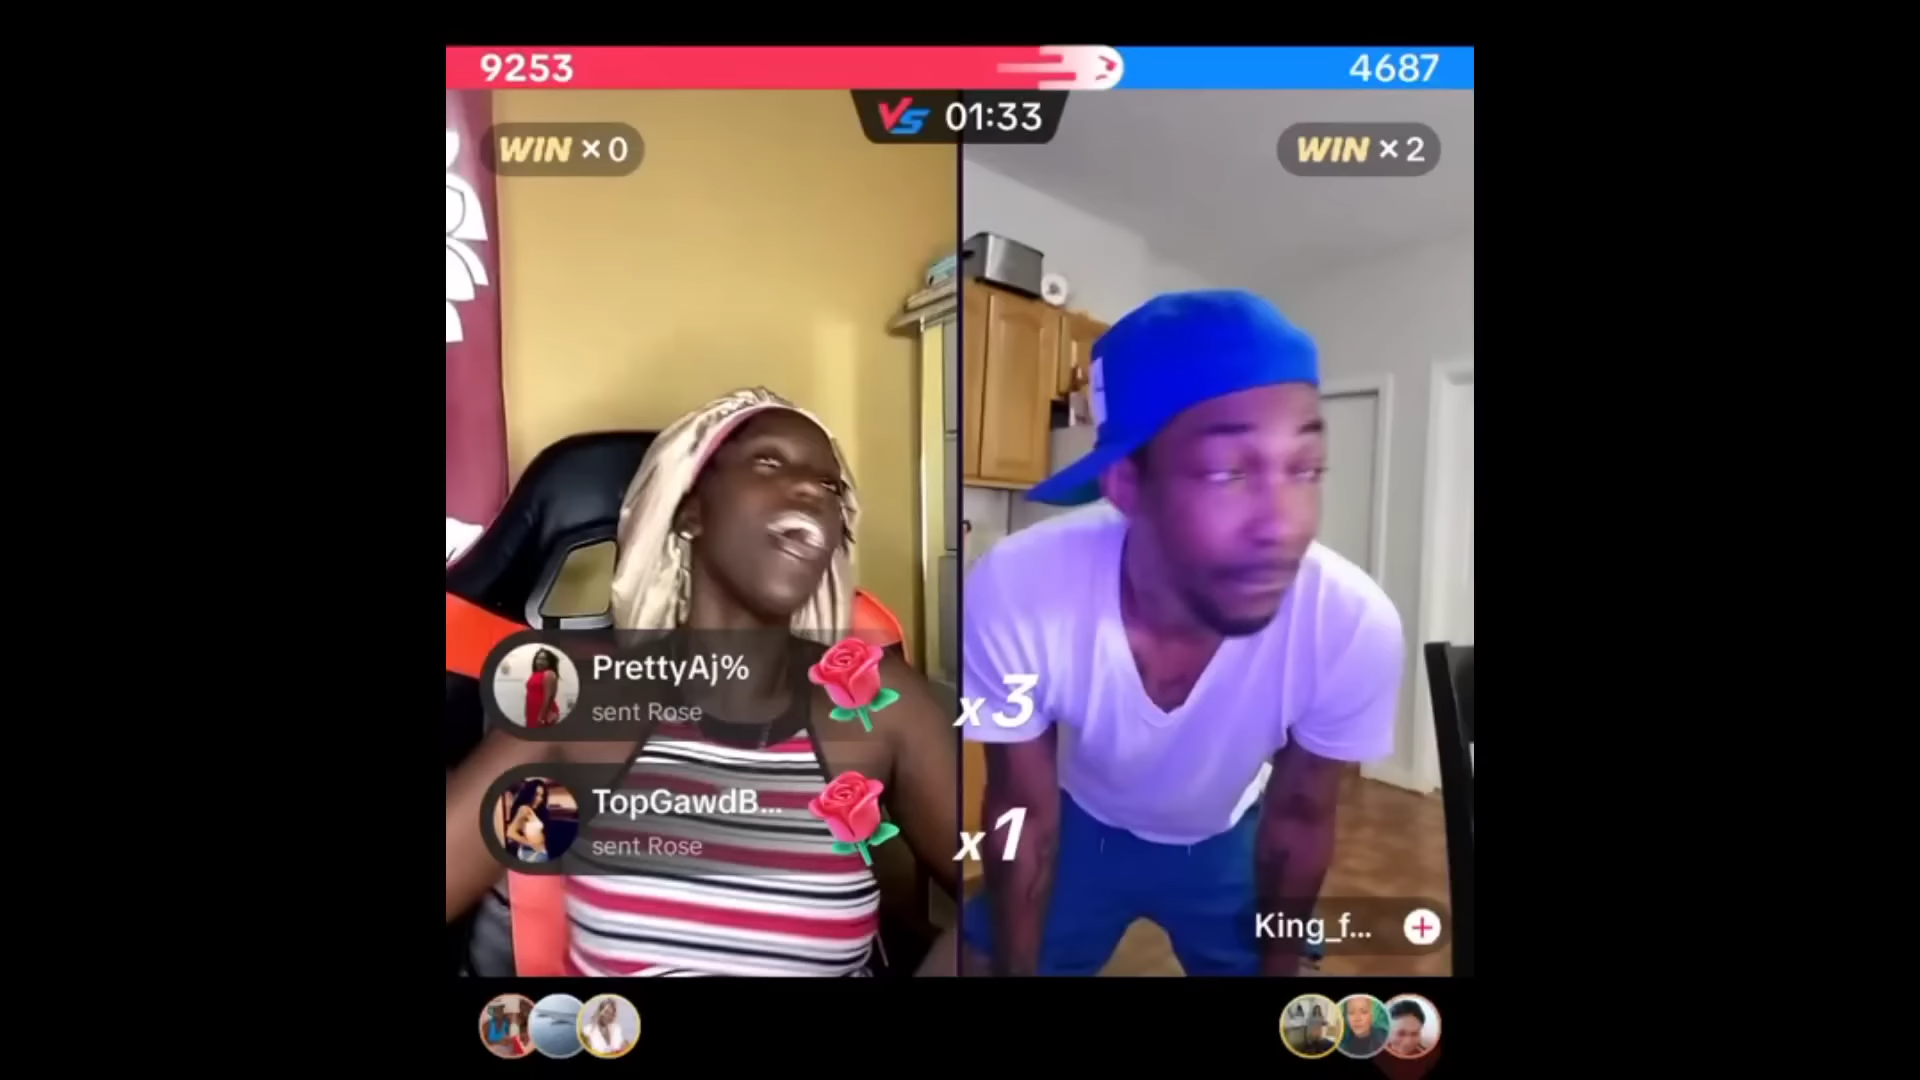 9253
4687
VS 01:33
WIN × 0
WIN × 2
PrettyAj%
sent Rose
x3
TopGawdB...
sent Rose
x1
King_f...